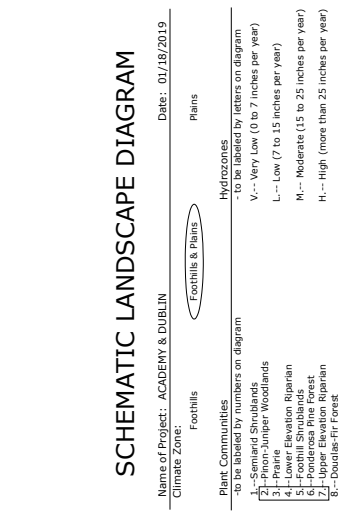 SCHEMATIC LANDSCAPE DIAGRAM
Name of Project: ACADEMY & DUBLIN Date: 01/18/2019
Climate Zone:
Foothills Foothills & Plains Plains
Plant Communities Hydrozones
-to be labeled by numbers on diagram - to be labeled by letters on diagram
1.--Semiarid Shrublands V.-- Very Low (0 to 7 inches per year)
2.--Pinon-Juniper Woodlands
3.--Prairie L.-- Low (7 to 15 inches per year)
4.--Lower Elevation Riparian
5.--Foothill Shrublands M.-- Moderate (15 to 25 inches per year)
6.--Ponderosa Pine Forest
7.--Upper Elevation Riparian H.-- High (more than 25 inches per year)
8.--Douglas-Fir Forest